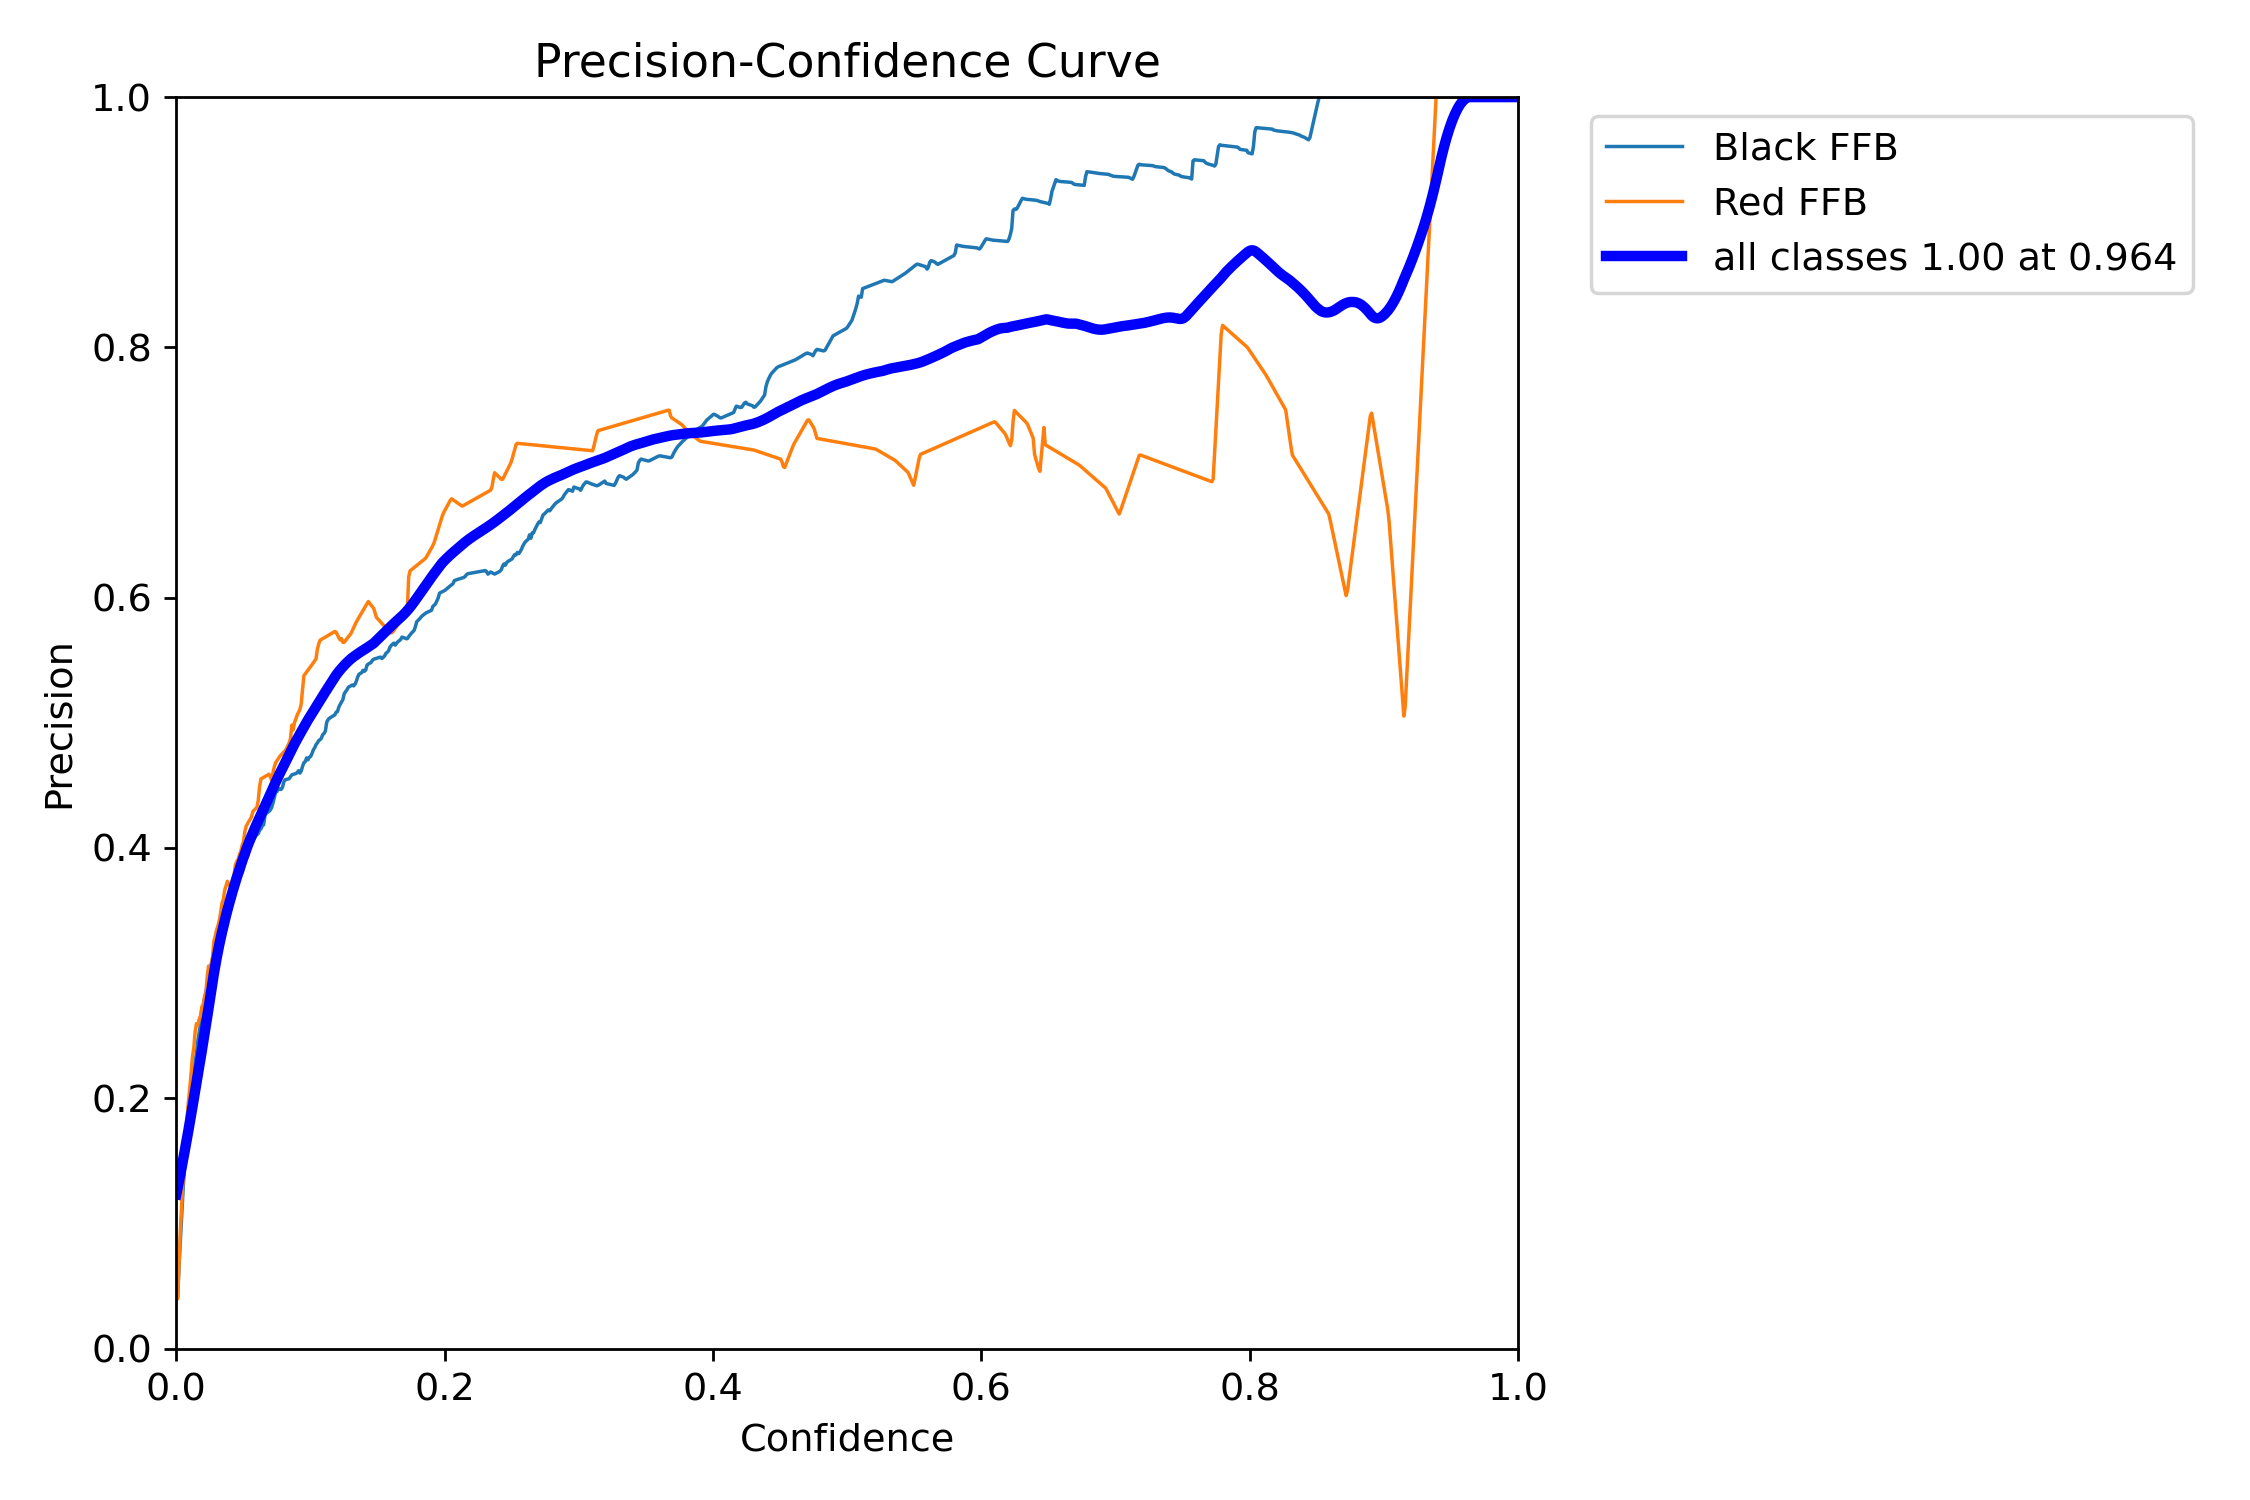 Precision-Confidence Curve
1.0
0.8
0.6
0.4
0.2
0.0
Precision
0.0 0.2 0.4 0.6 0.8 1.0
Confidence
Black FFB
Red FFB
all classes 1.00 at 0.964